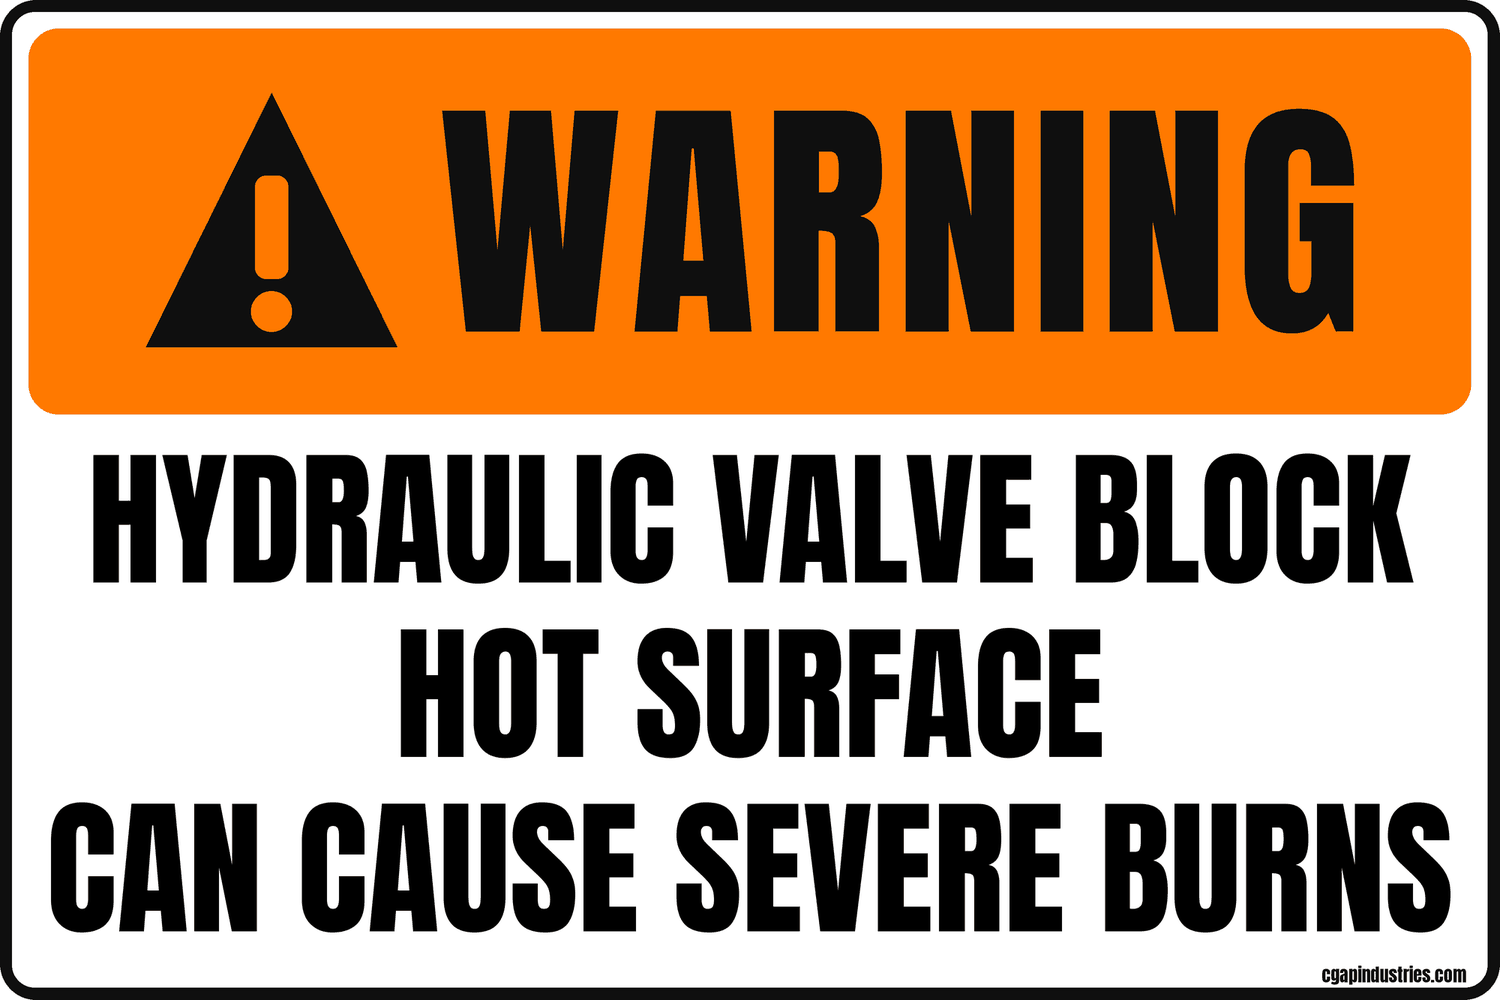 WARNING
HYDRAULIC VALVE BLOCK
HOT SURFACE
CAN CAUSE SEVERE BURNS
cgapindustries.com